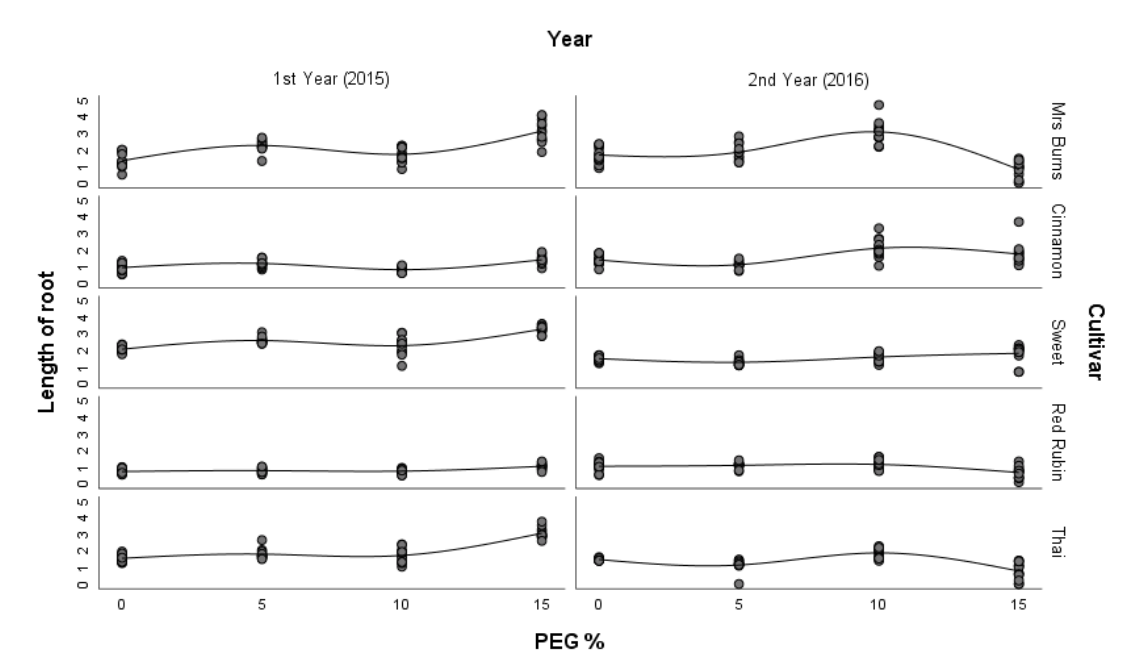 Year
1st Year (2015)
2nd Year (2016)
Length of root
5
4
3
2
1
0
Mrs Burns
5
4
3
2
1
0
Cinnamon
5
4
3
2
1
0
Sweet
5
4
3
2
1
0
Red Rubin
5
4
3
2
1
0
Thai
Cultivar
0 5 10 15
0 5 10 15
PEG %